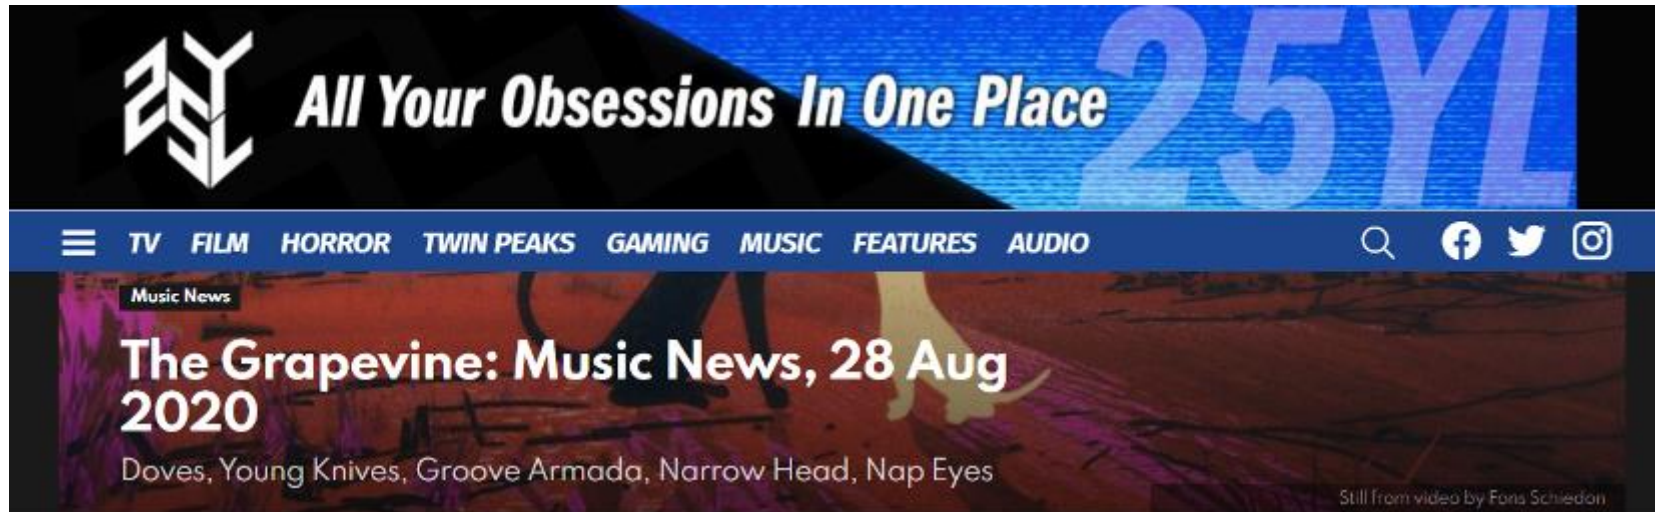 25YL
All Your Obsessions In One Place
25YL
TV FILM HORROR TWIN PEAKS GAMING MUSIC FEATURES AUDIO
Music News
The Grapevine: Music News, 28 Aug
2020
Doves, Young Knives, Groove Armada, Narrow Head, Nap Eyes
Still from video by Fons Schiedon